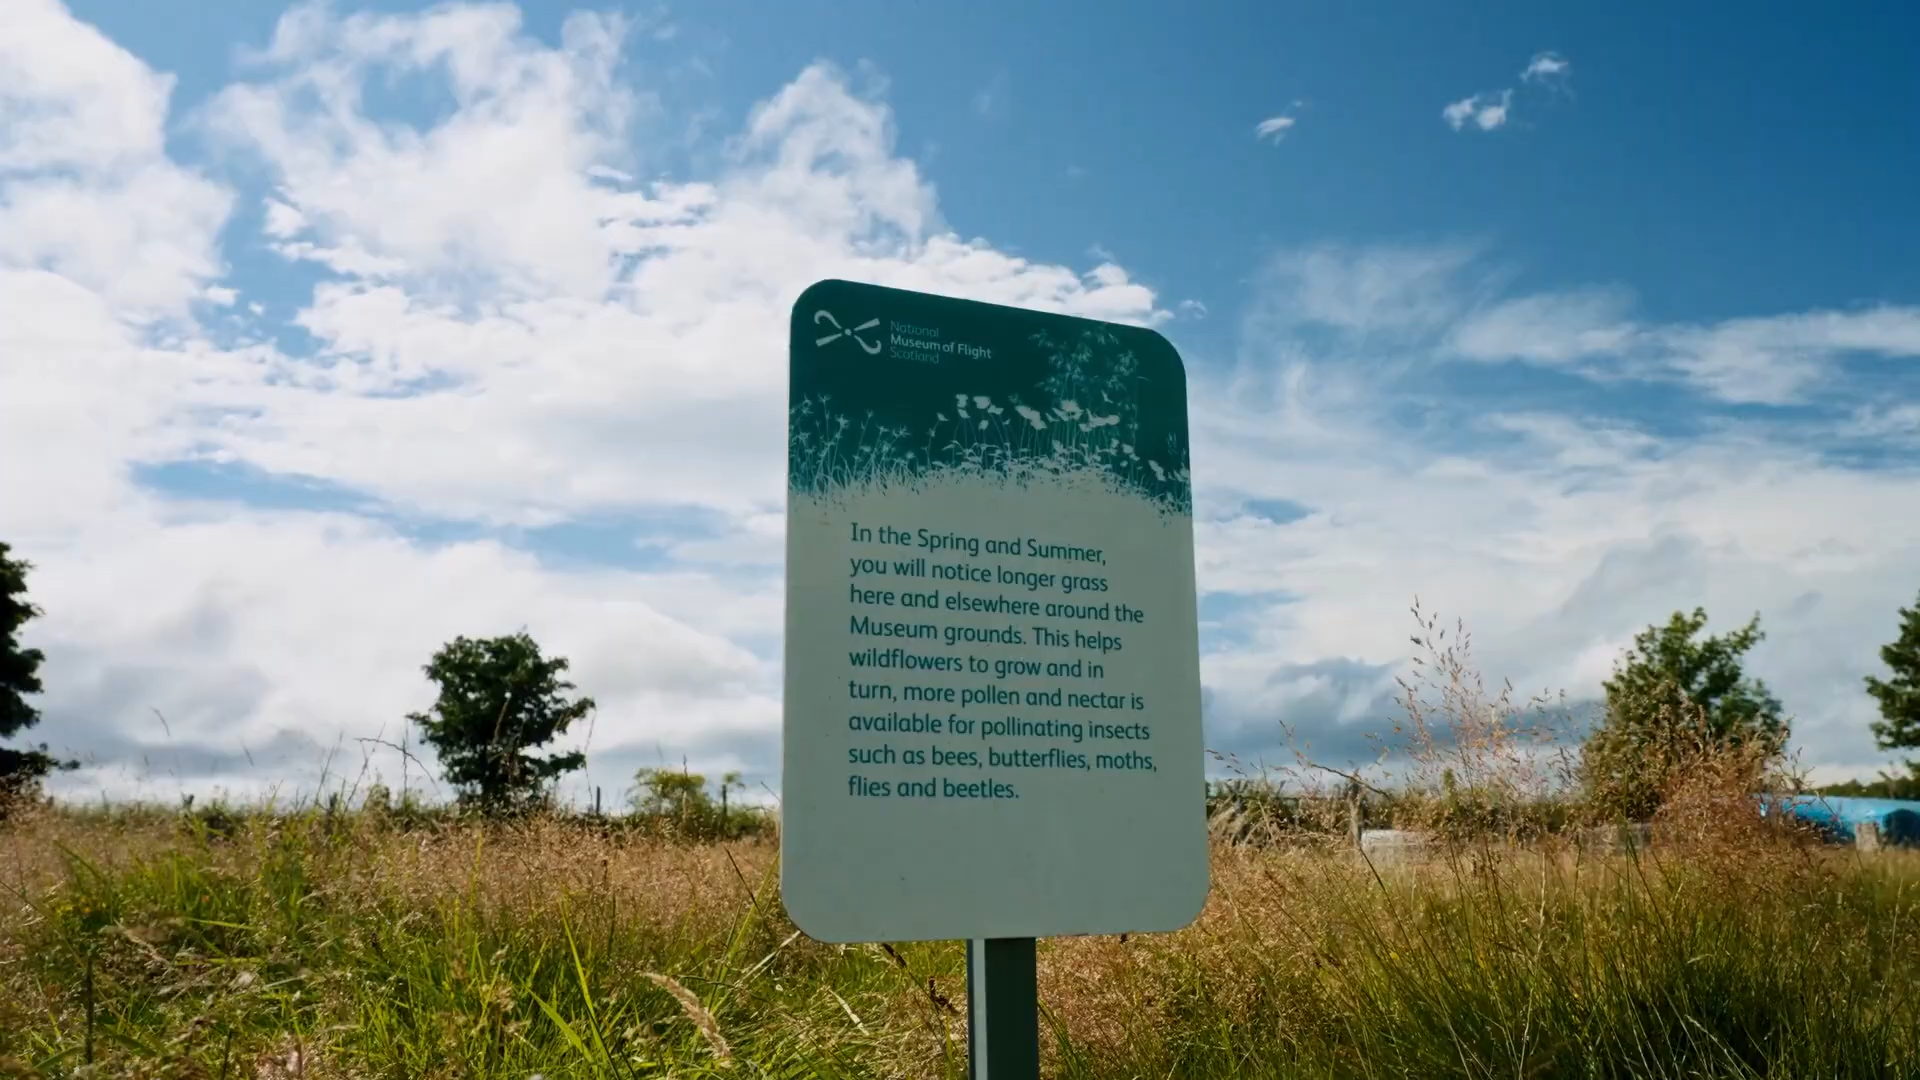 National
Museum of Flight
Scotland
In the Spring and Summer,
you will notice longer grass
here and elsewhere around the
Museum grounds. This helps
wildflowers to grow and in
turn, more pollen and nectar is
available for pollinating insects
such as bees, butterflies, moths,
flies and beetles.